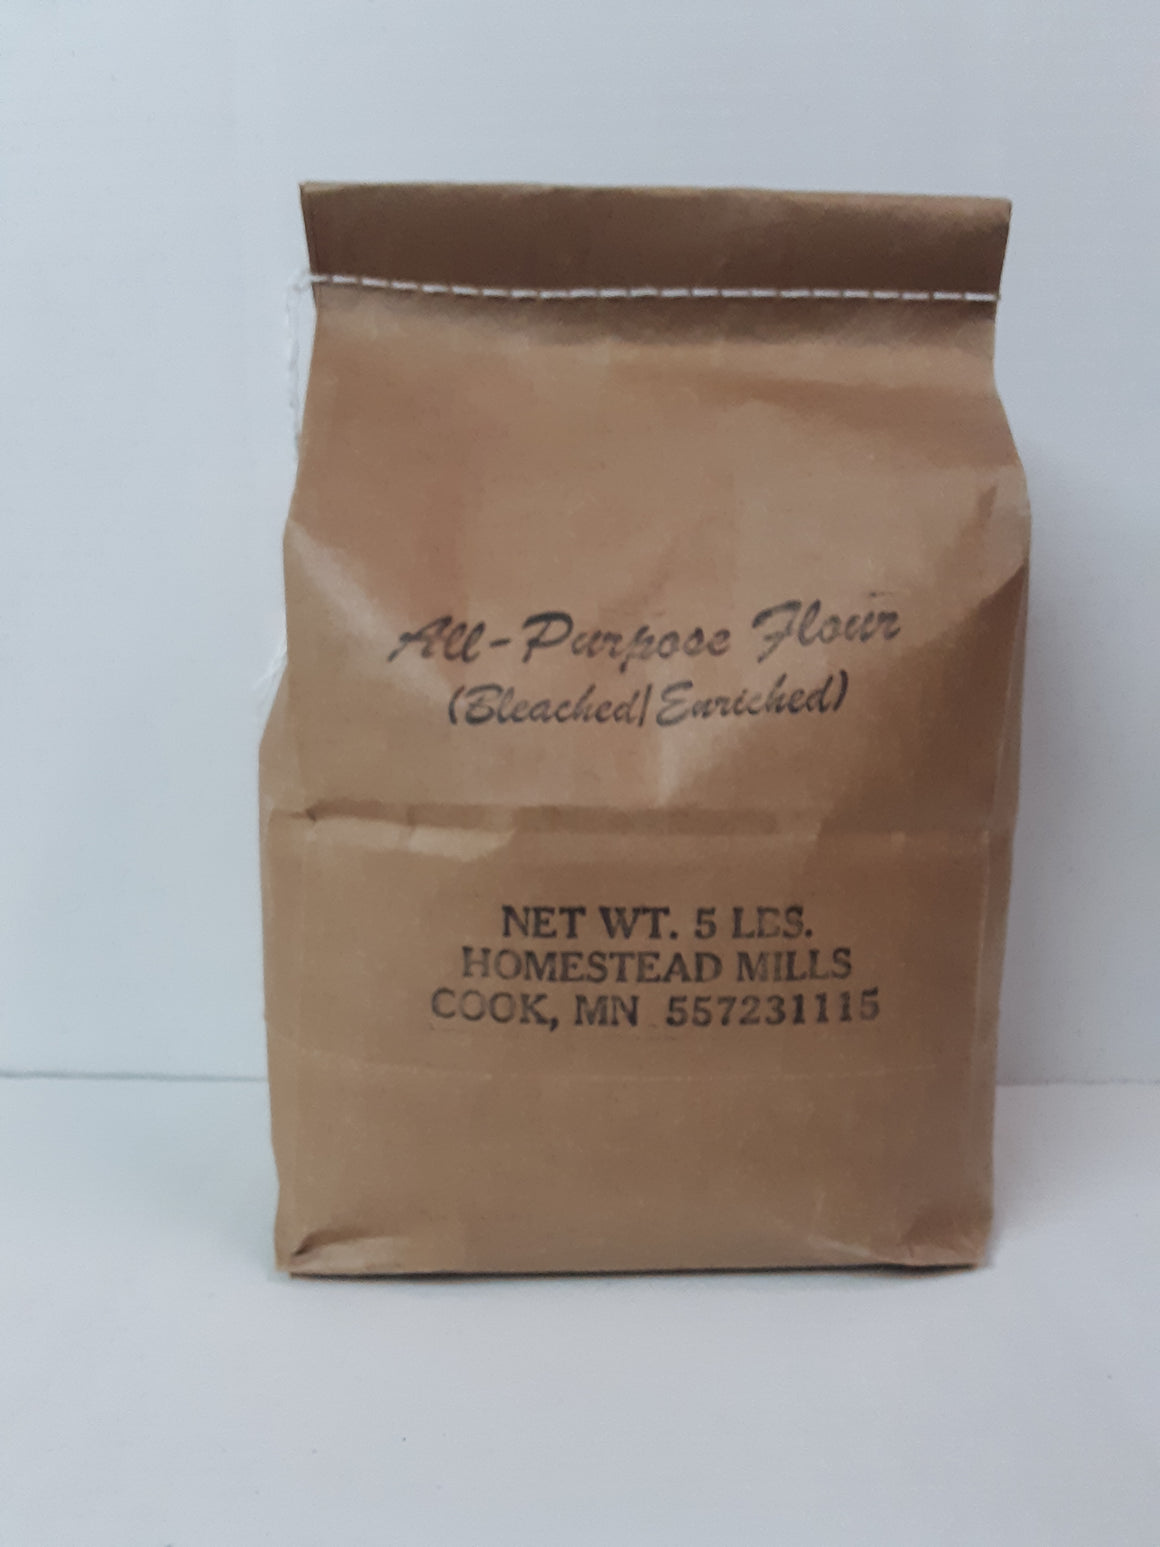 All-Purpose Flour
(Bleached/Enriched)
NET WT. 5 LBS.
HOMESTEAD MILLS
COOK, MN 557231115